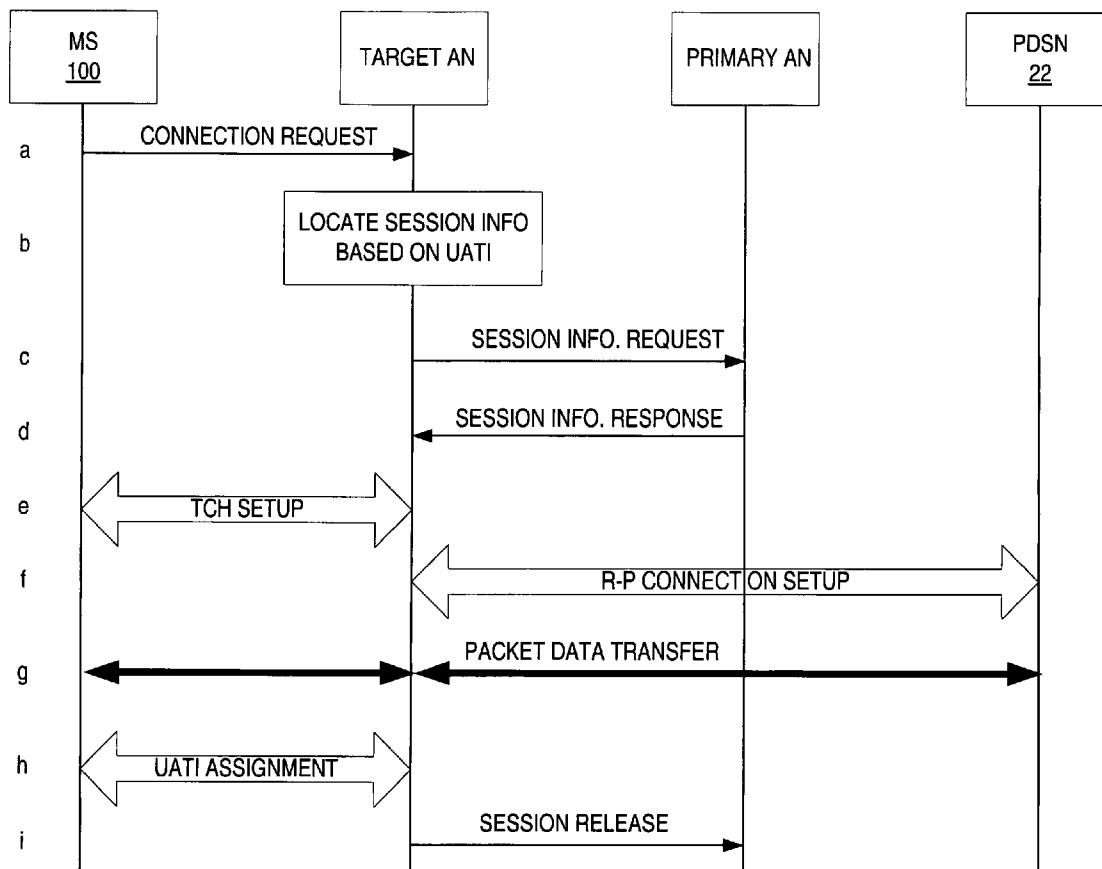 MS
100
TARGET AN
PRIMARY AN
PDSN
22
a
CONNECTION REQUEST
b
LOCATE SESSION INFO
BASED ON UATI
c
SESSION INFO. REQUEST
d
SESSION INFO. RESPONSE
e
TCH SETUP
f
R-P CONNECTION SETUP
g
PACKET DATA TRANSFER
h
UATI ASSIGNMENT
i
SESSION RELEASE